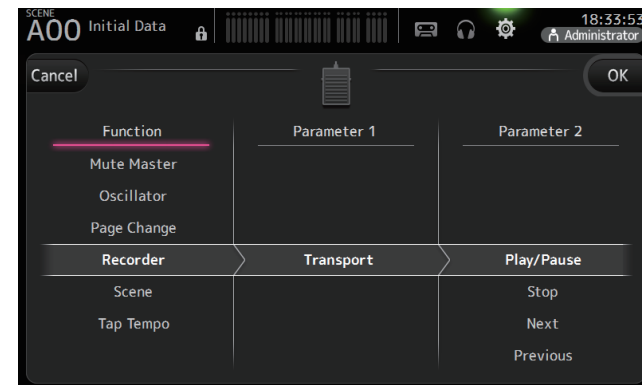 SCENE
A00 Initial Data
18:33:53
Administrator
Cancel
OK
Function Parameter 1 Parameter 2
Mute Master
Oscillator
Page Change
Recorder Transport Play/Pause
Scene Stop
Tap Tempo Next
Previous